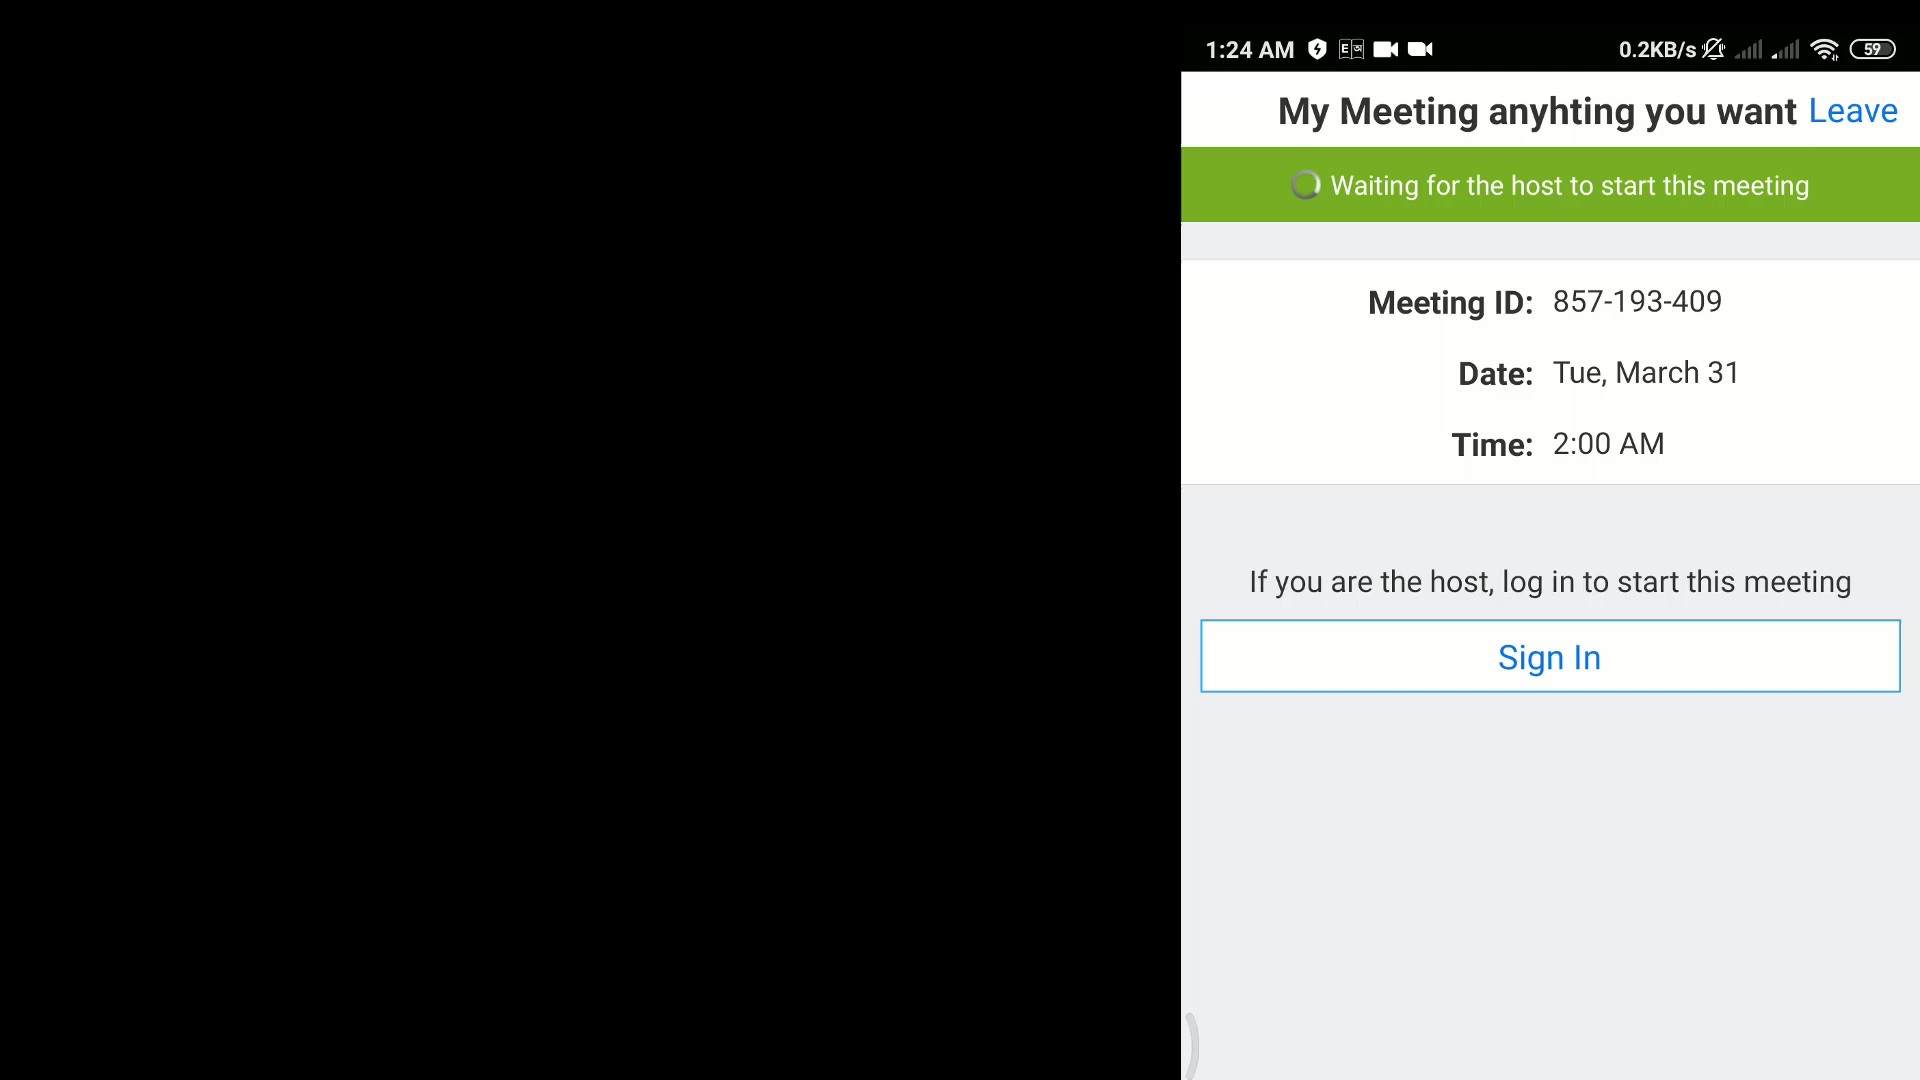 1:24 AM 0.2KB/s 59
My Meeting anyhting you want Leave
Waiting for the host to start this meeting
Meeting ID: 857-193-409
Date: Tue, March 31
Time: 2:00 AM
If you are the host, log in to start this meeting
Sign In